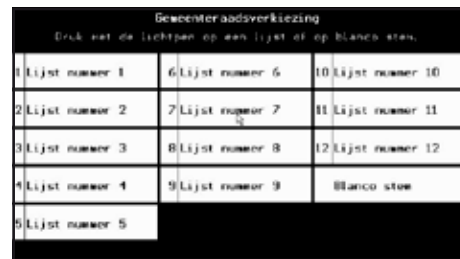 Gemeenteraadsverkiezing
Druk met de lichtpen op een lijst of op blanco stem.
1 Lijst nummer 1
2 Lijst nummer 2
3 Lijst nummer 3
4 Lijst nummer 4
5 Lijst nummer 5
6 Lijst nummer 6
7 Lijst nummer 7
8 Lijst nummer 8
9 Lijst nummer 9
10 Lijst nummer 10
11 Lijst nummer 11
12 Lijst nummer 12
Blanco stem